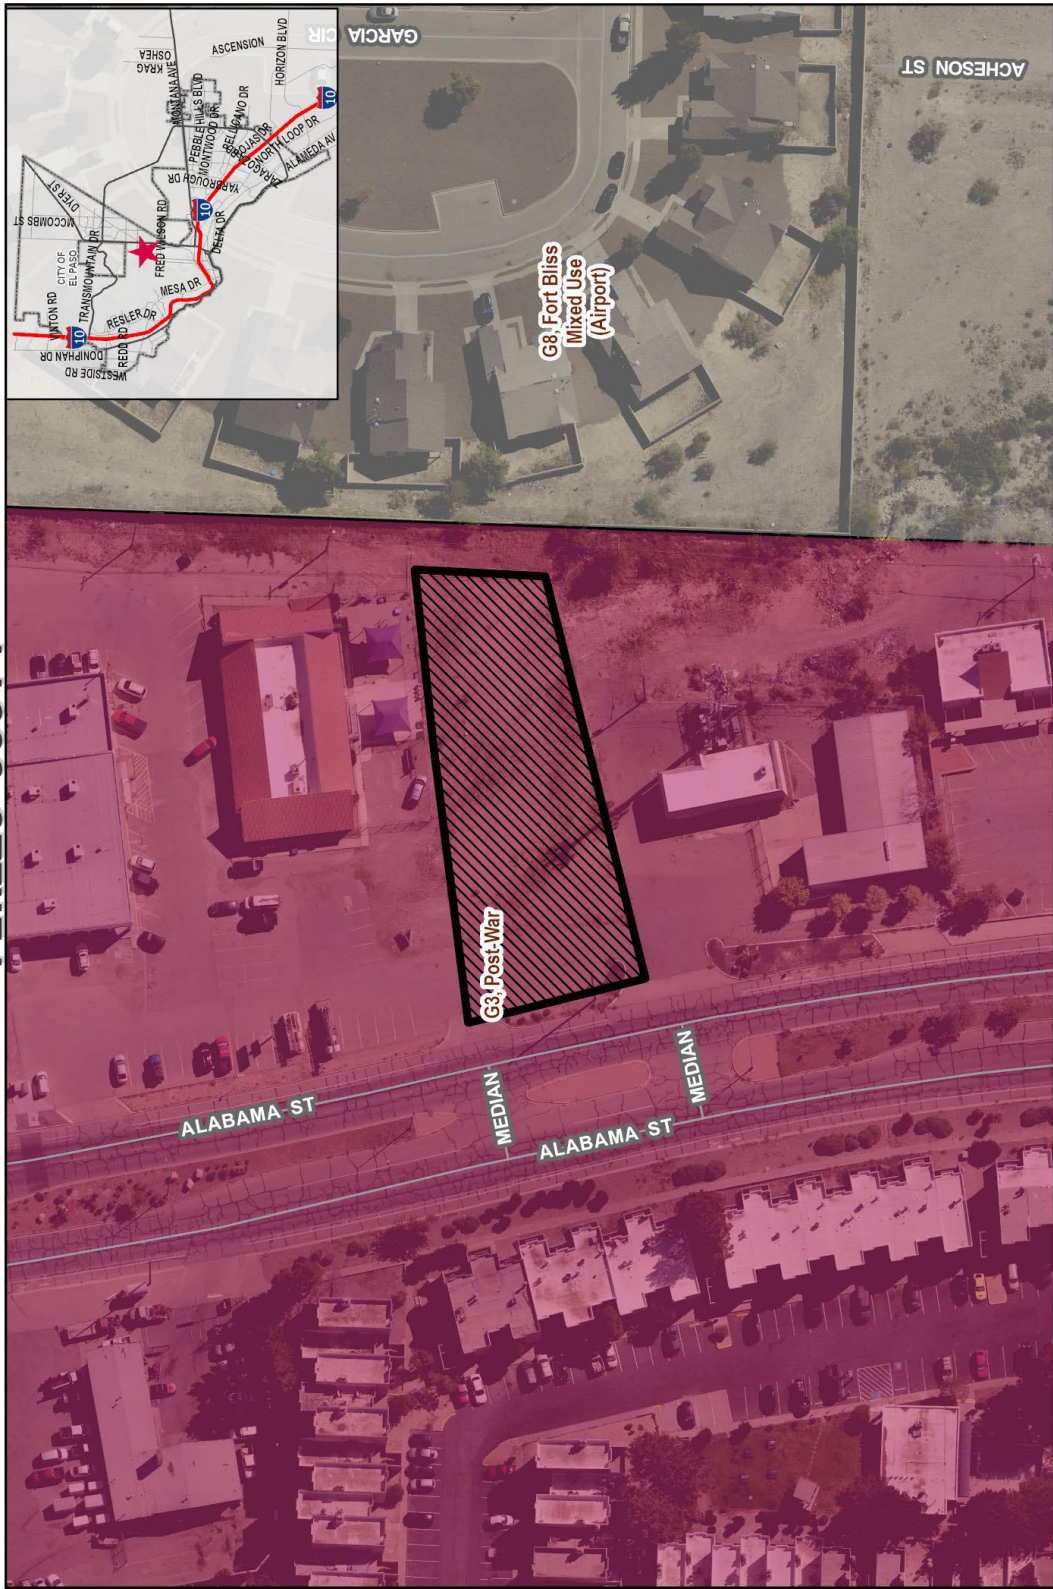 GARCIA CIR
ACHESON ST
G8, Fort Bliss
Mixed Use
(Airport)
G3, Post-War
ALABAMA ST
MEDIAN
MEDIAN
ALABAMA ST
KRAG
OSHEA
ASCENSION
MONTANA AVE
HORIZON BLVD
PEBBLE HILLS BLVD
MONTWOOD DR
PELLICANO DR
ROJAS DR
NORTH LOOP DR
ALAMEDA AV
YARBROUGH DR
DYER ST
MCCOMBS ST
FRED WILSON RD
DELTA DR
CITY OF
EL PASO
TRANSMOUNTAIN DR
MESA DR
RESLER DR
VINTON RD
REDD RD
DONIPHAN DR
WESTSIDE RD
10
10
10